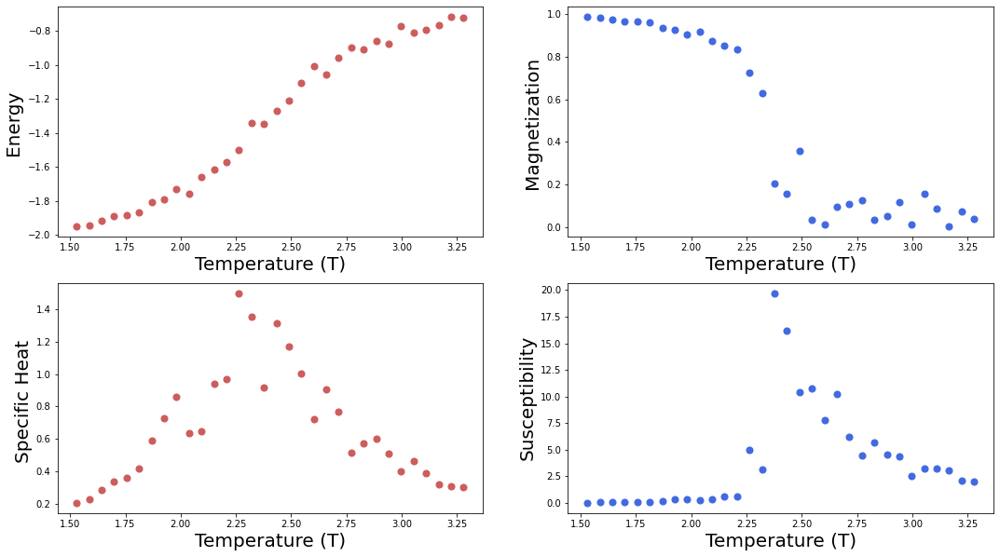 Energy
−0.8
−1.0
−1.2
−1.4
−1.6
−1.8
−2.0
1.50 1.75 2.00 2.25 2.50 2.75 3.00 3.25
Temperature (T)
Magnetization
1.0
0.8
0.6
0.4
0.2
0.0
1.50 1.75 2.00 2.25 2.50 2.75 3.00 3.25
Temperature (T)
Specific Heat
1.4
1.2
1.0
0.8
0.6
0.4
0.2
1.50 1.75 2.00 2.25 2.50 2.75 3.00 3.25
Temperature (T)
Susceptibility
20.0
17.5
15.0
12.5
10.0
7.5
5.0
2.5
0.0
1.50 1.75 2.00 2.25 2.50 2.75 3.00 3.25
Temperature (T)